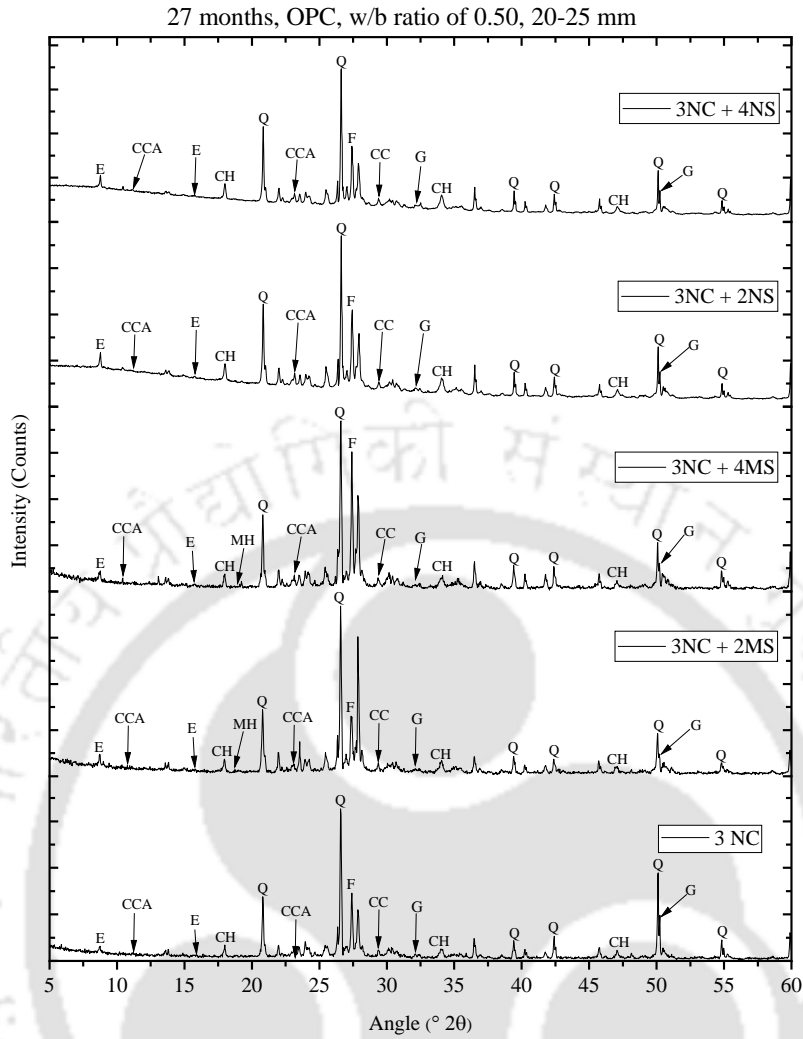 27 months, OPC, w/b ratio of 0.50, 20-25 mm
Q
3NC + 4NS
Q
F
E
CCA
E
CH
CCA
CC
G
CH
Q
Q
CH
Q
G
Q
Q
3NC + 2NS
Q
F
E
CCA
E
CH
CCA
CC
G
CH
Q
Q
CH
Q
G
Q
Q
3NC + 4MS
F
Q
E
CCA
E
CH
MH
CCA
CC
G
CH
Q
Q
CH
Q
G
Q
Q
3NC + 2MS
Q
F
E
CCA
E
CH
MH
CCA
CC
G
CH
Q
Q
CH
Q
G
Q
Q
3 NC
Q
F
E
CCA
E
CH
CCA
CC
G
CH
Q
Q
CH
Q
G
Q
Intensity (Counts)
5 10 15 20 25 30 35 40 45 50 55 60
Angle (° 2θ)